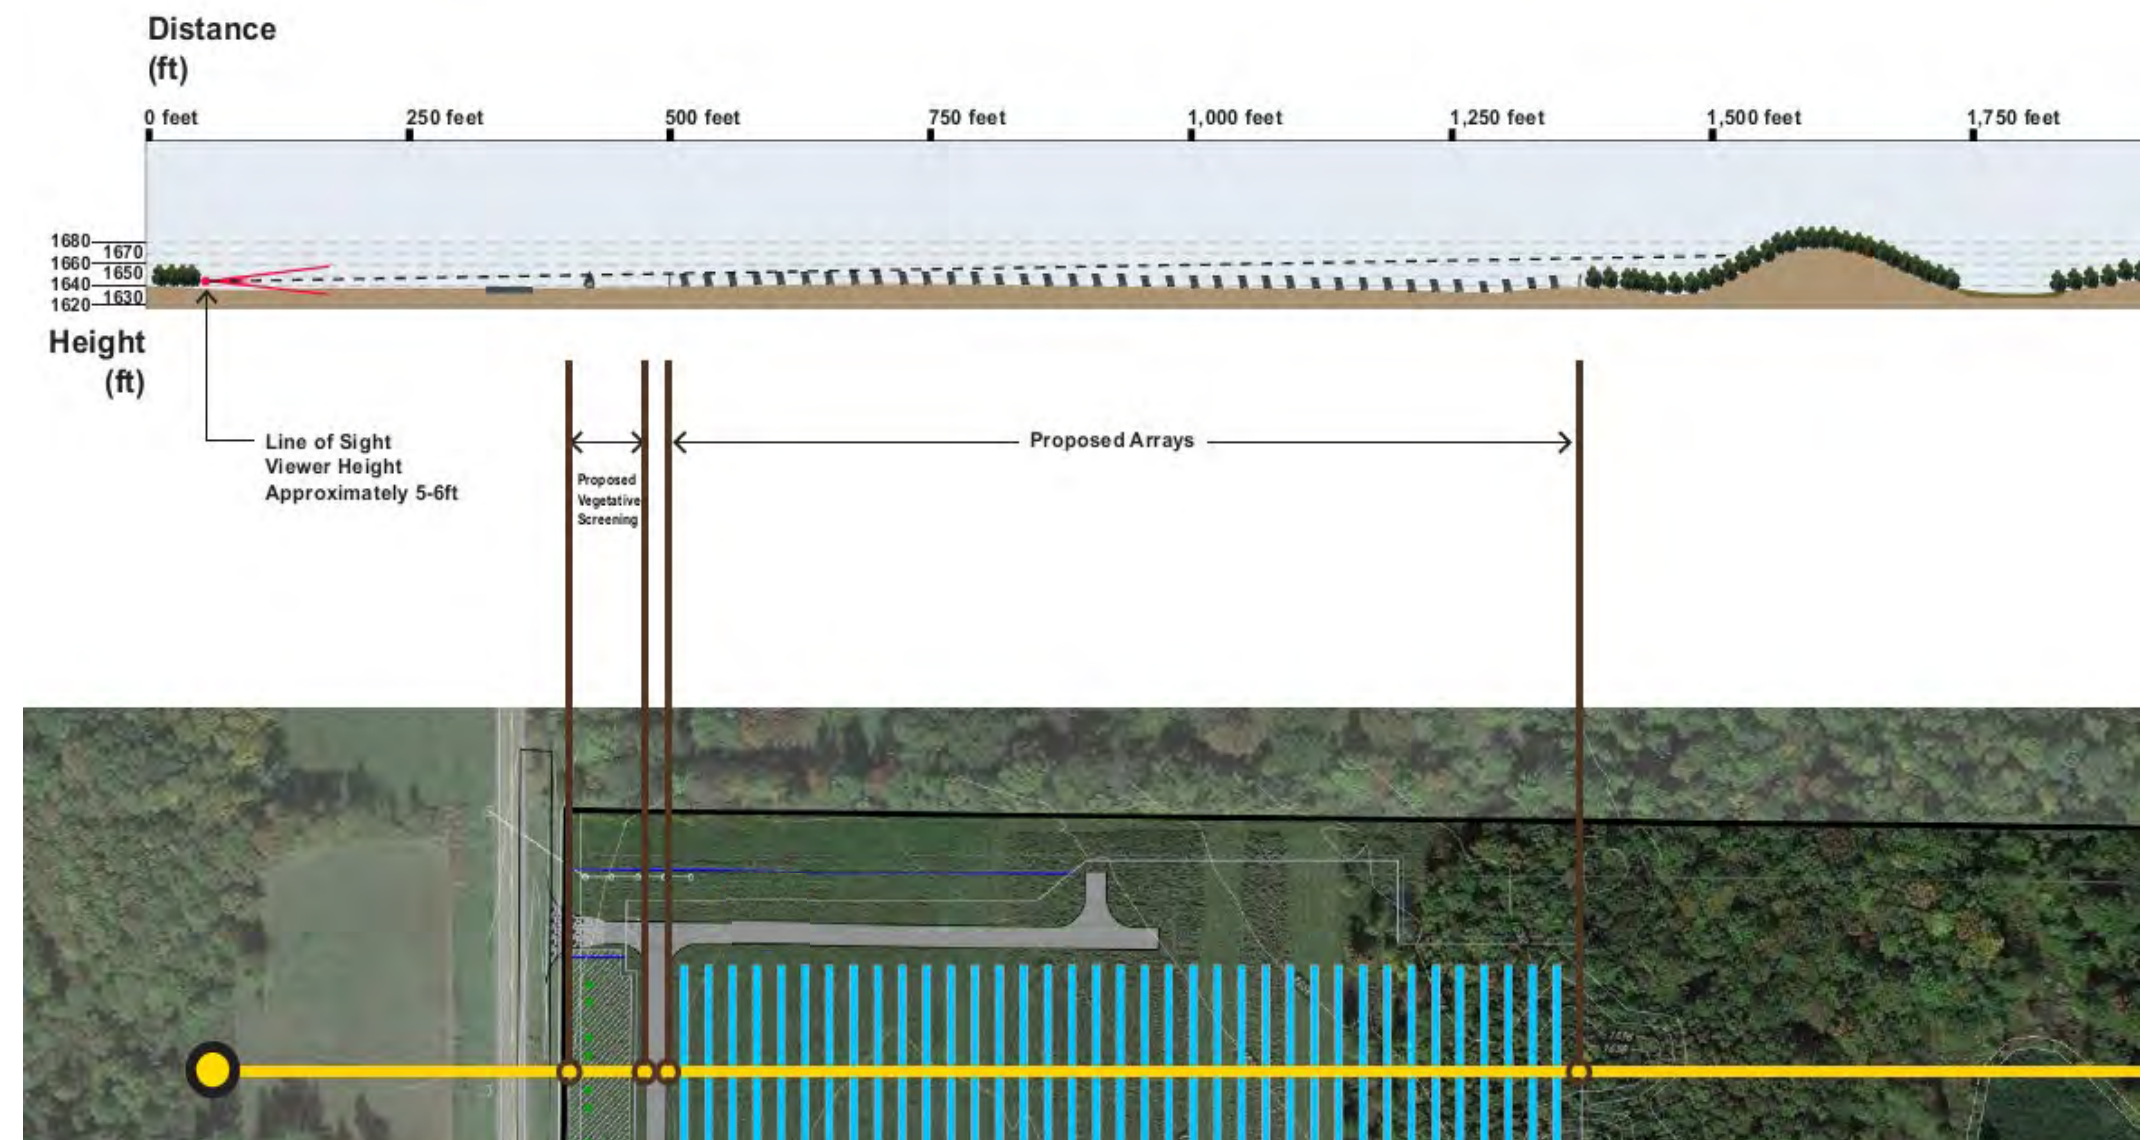 Distance
(ft)
0 feet
250 feet
500 feet
750 feet
1,000 feet
1,250 feet
1,500 feet
1,750 feet
1680
1670
1660
1650
1640
1630
1620
Height
(ft)
Line of Sight
Viewer Height
Approximately 5-6ft
Proposed
Vegetative
Screening
Proposed Arrays